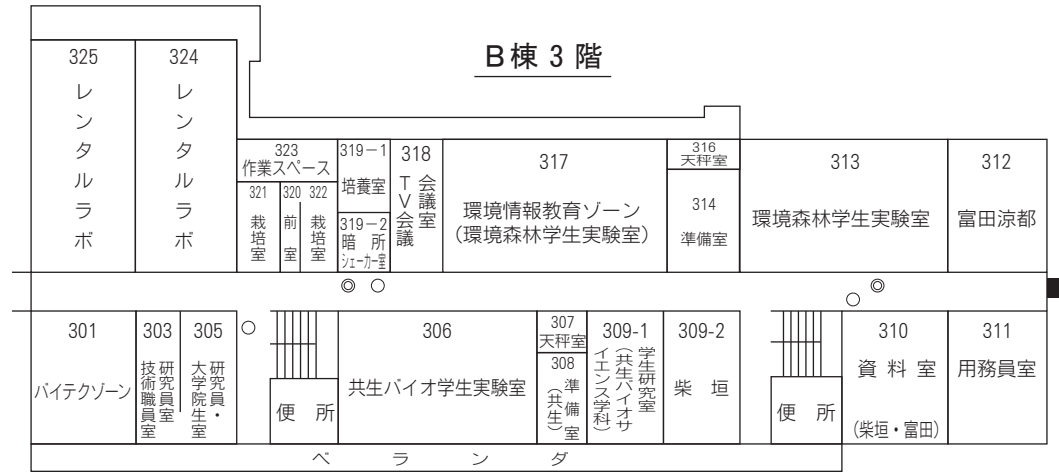 B棟3階
325
レンタルラボ
324
レンタルラボ
323
作業スペース
321
栽培室
320
前室
322
栽培室
319－1
培養室
319－2
暗所
シェーカー室
318
会議室
TV会議
317
環境情報教育ゾーン
（環境森林学生実験室）
316
天秤室
314
準備室
313
環境森林学生実験室
312
富田涼都
301
バイテクゾーン
303
研究員室
技術職員室
305
研究員・
大学院生室
便所
306
共生バイオ学生実験室
307
天秤室
308
準備室
（共生）
309-1
学生研究室
（共生バイオサ
イエンス学科）
309-2
柴垣
便所
310
資料室
（柴垣・富田）
311
用務員室
ベランダ